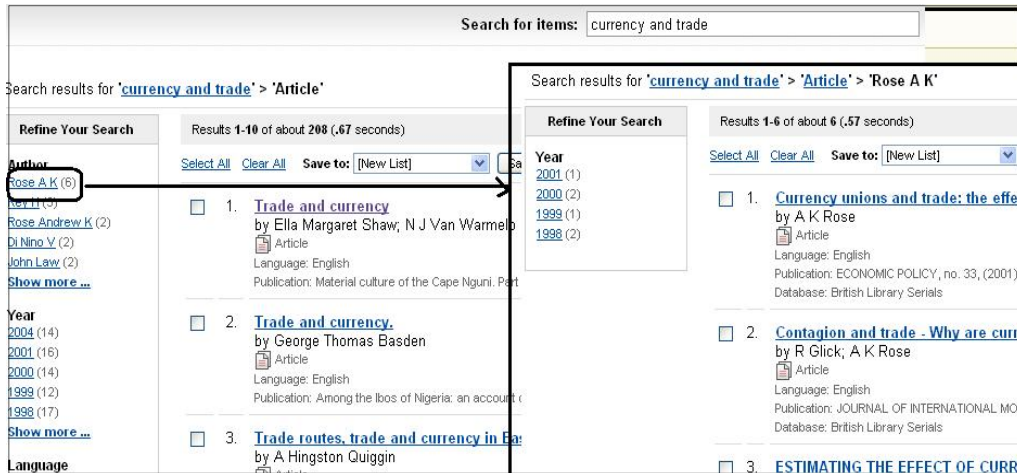 Search for items: currency and trade
Search results for 'currency and trade' > 'Article'
Refine Your Search
Author
Rose A K (6)
Rose Andrew K (2)
Di Nino V (2)
John Law (2)
Show more ...
Year
2004 (14)
2001 (16)
2000 (14)
1999 (12)
1998 (17)
Show more ...
Language
Results 1-10 of about 208 (.67 seconds)
Select All Clear All Save to: [New List] Sa
1. Trade and currency
by Ella Margaret Shaw; N J Van Warmelo
Article
Language: English
Publication: Material culture of the Cape Nguni. Part
2. Trade and currency.
by George Thomas Basden
Article
Language: English
Publication: Among the Ibos of Nigeria: an account
3. Trade routes, trade and currency in Eas
by A Hingston Quiggin
Article
Search results for 'currency and trade' > 'Article' > 'Rose A K'
Refine Your Search
Year
2001 (1)
2000 (2)
1999 (1)
1998 (2)
Results 1-6 of about 6 (.57 seconds)
Select All Clear All Save to: [New List]
1. Currency unions and trade: the effe
by A K Rose
Article
Language: English
Publication: ECONOMIC POLICY, no. 33, (2001)
Database: British Library Serials
2. Contagion and trade - Why are curr
by R Glick; A K Rose
Article
Language: English
Publication: JOURNAL OF INTERNATIONAL MO
Database: British Library Serials
3. ESTIMATING THE EFFECT OF CURR